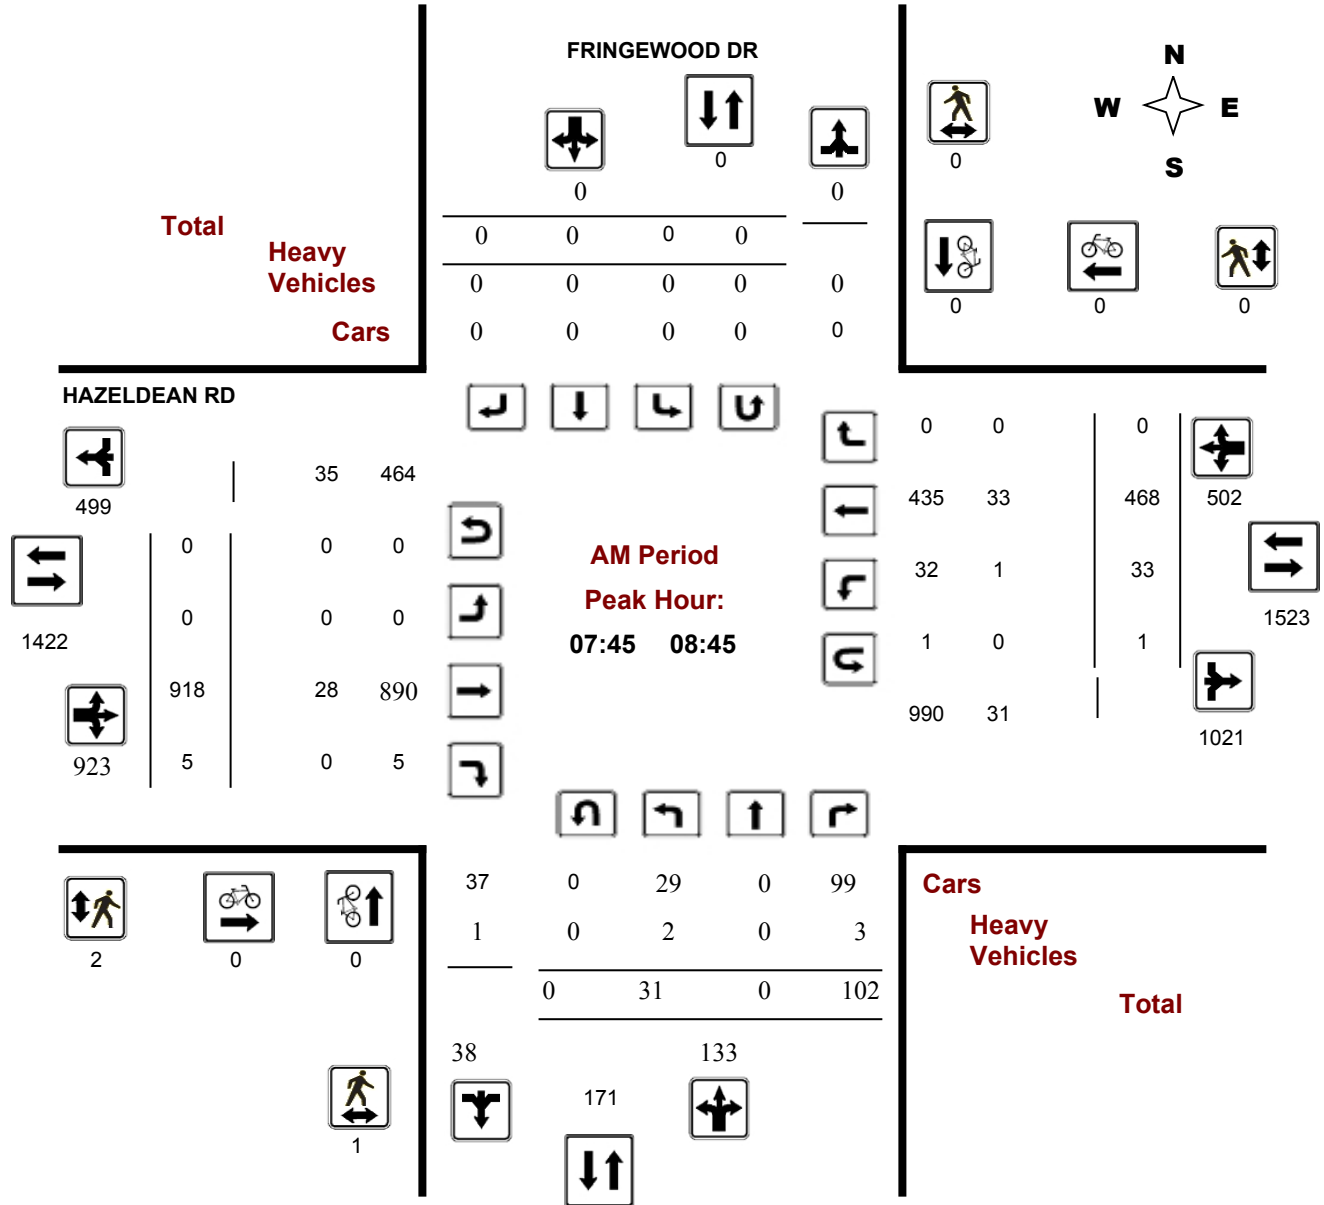 FRINGEWOOD DR
N
W E
S
0
0
0 0
Total 0 0 0 0
Heavy
Vehicles 0 0 0 0 0
Cars 0 0 0 0 0
0 0 0
HAZELDEAN RD
0 0 0
35 464
499
435 33 468 502
0 0 0
AM Period
32 1 33
Peak Hour:
0 0 0
1523
1422
07:45 08:45
1 0 1
918 28 890
990 31
1021
923 5 0 5
37 0 29 0 99 Cars
1 0 2 0 3 Heavy
Vehicles
2 0 0
0 31 0 102
Total
38 133
171
1